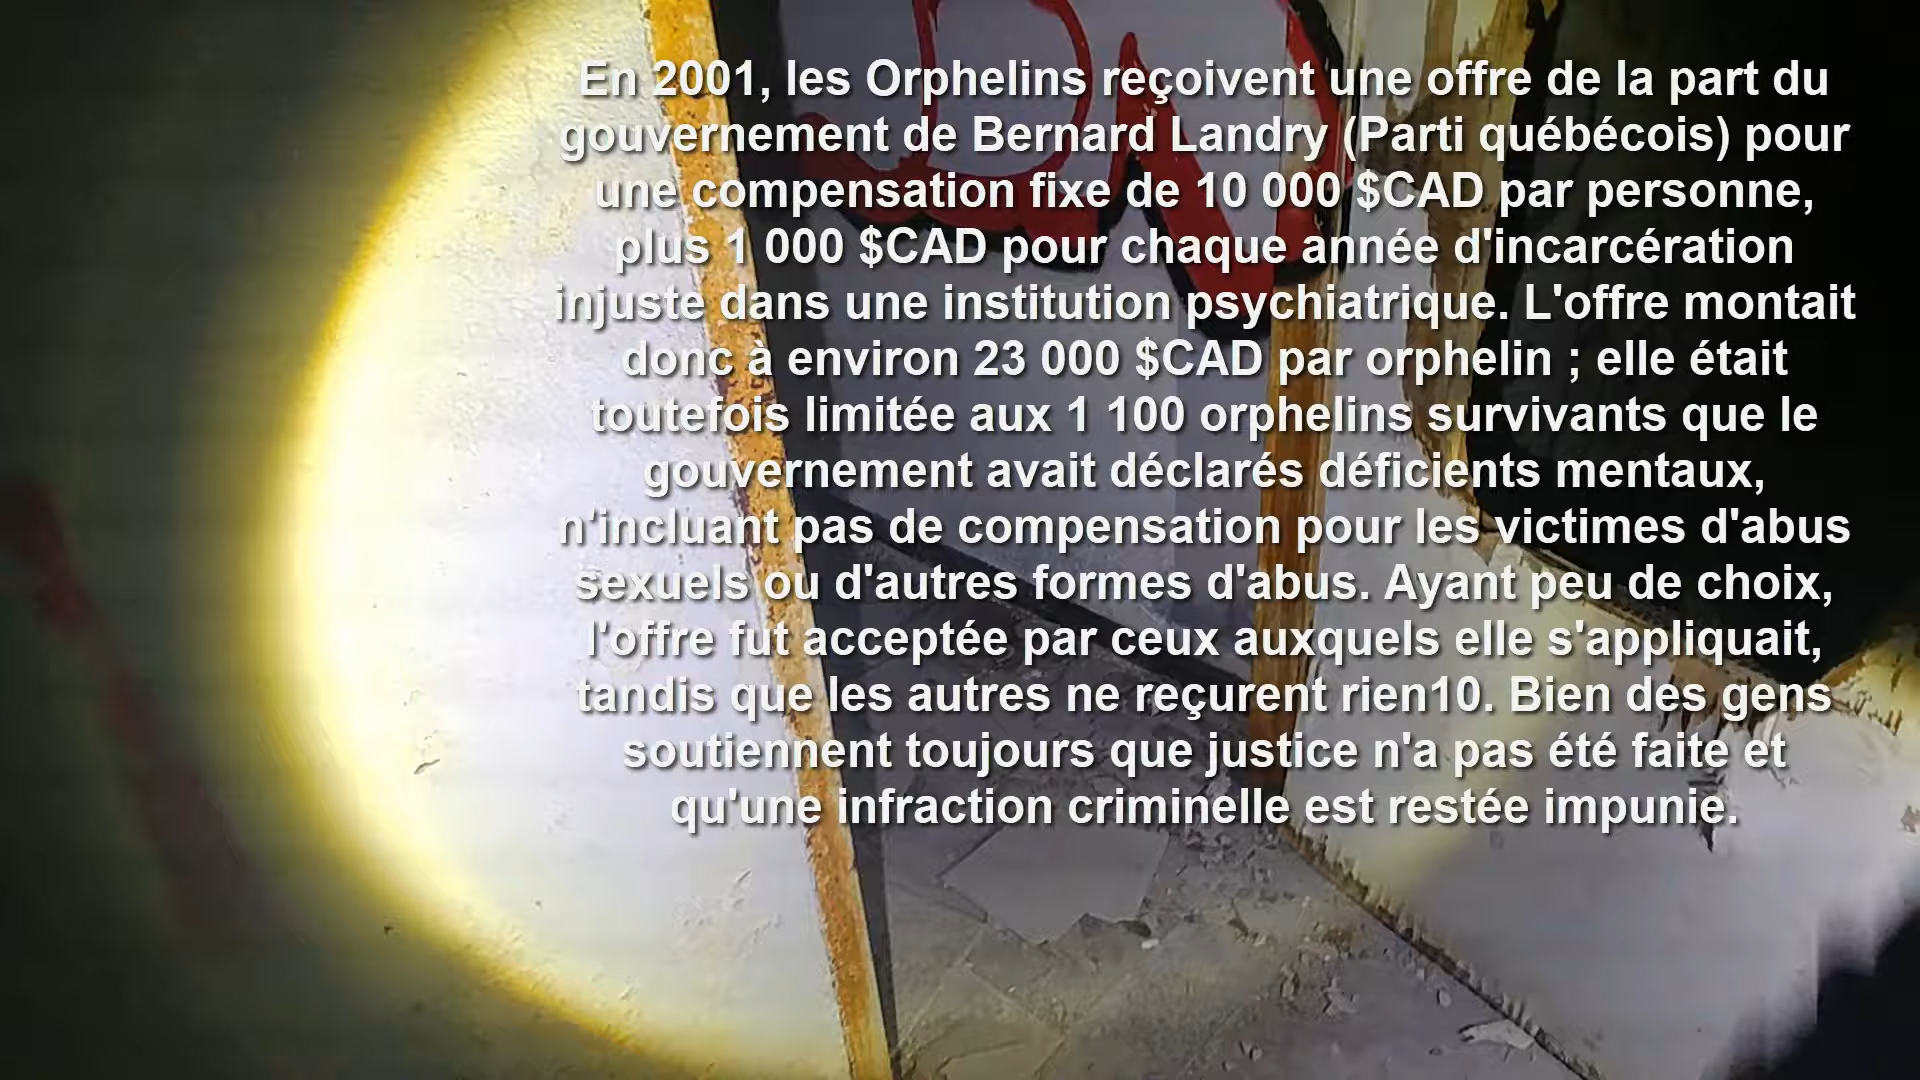 En 2001, les Orphelins reçoivent une offre de la part du
gouvernement de Bernard Landry (Parti québécois) pour
une compensation fixe de 10 000 $CAD par personne,
plus 1 000 $CAD pour chaque année d'incarcération
injuste dans une institution psychiatrique. L'offre montait
donc à environ 23 000 $CAD par orphelin ; elle était
toutefois limitée aux 1 100 orphelins survivants que le
gouvernement avait déclarés déficients mentaux,
n'incluant pas de compensation pour les victimes d'abus
sexuels ou d'autres formes d'abus. Ayant peu de choix,
l'offre fut acceptée par ceux auxquels elle s'appliquait,
tandis que les autres ne reçurent rien10. Bien des gens
soutiennent toujours que justice n'a pas été faite et
qu'une infraction criminelle est restée impunie.